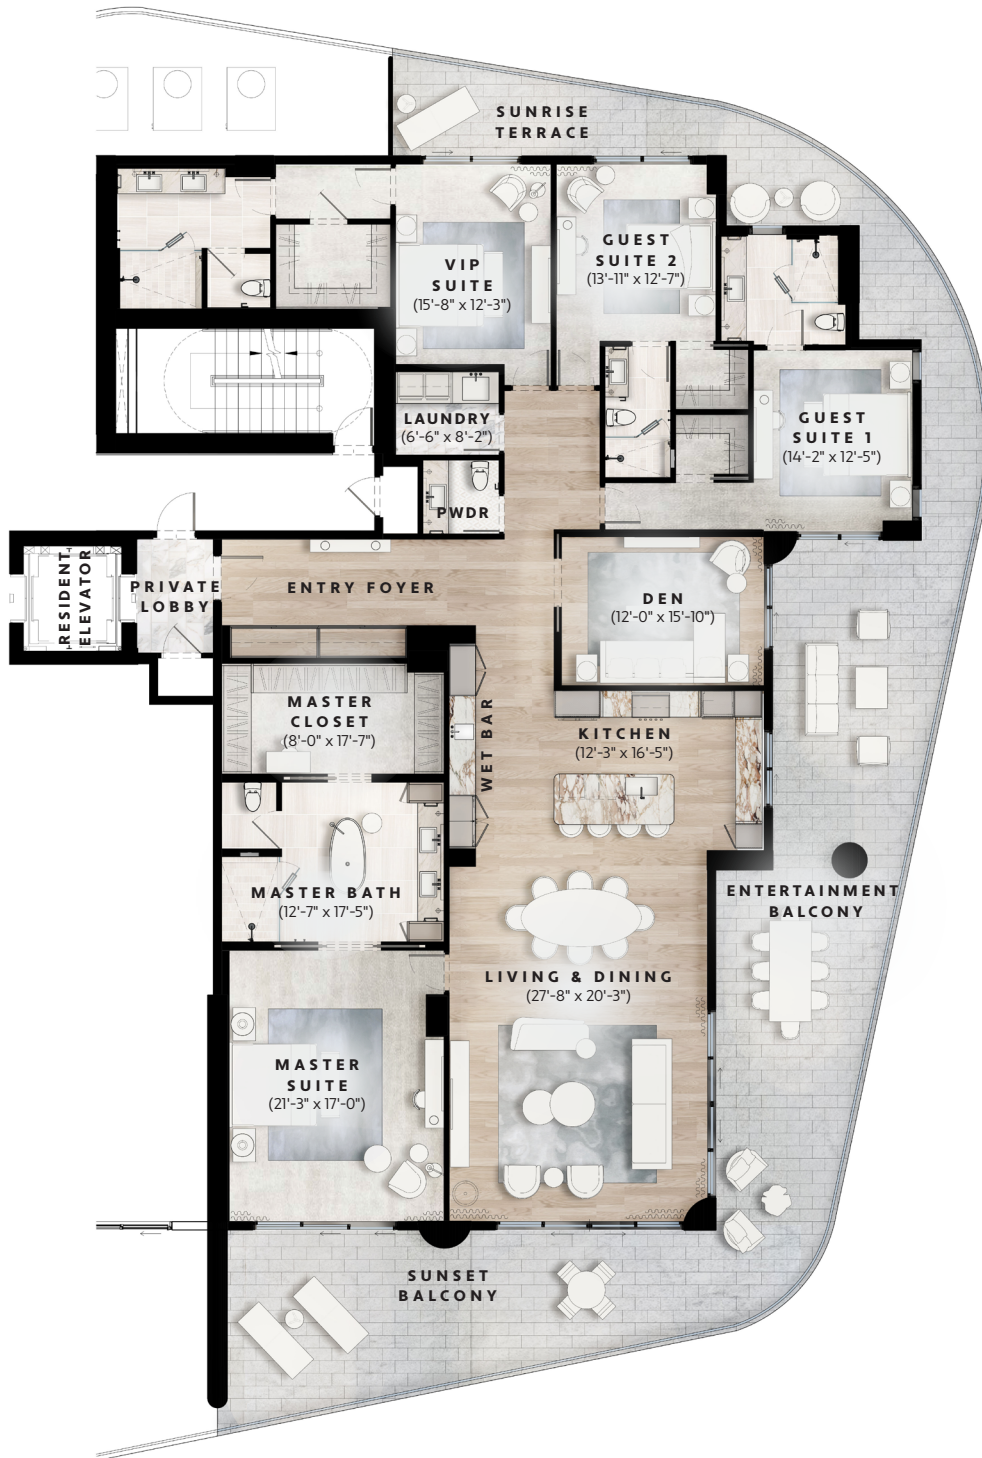 SUNRISE
TERRACE
VIP
SUITE
(15'-8" x 12'-3")
GUEST
SUITE 2
(13'-11" x 12'-7")
LAUNDRY
(6'-6" x 8'-2")
GUEST
SUITE 1
(14'-2" x 12'-5")
PWDR
RESIDENT
ELEVATOR
PRIVATE
LOBBY
ENTRY FOYER
DEN
(12'-0" x 15'-10")
MASTER
CLOSET
(8'-0" x 17'-7")
WET BAR
KITCHEN
(12'-3" x 16'-5")
MASTER BATH
(12'-7" x 17'-5")
ENTERTAINMENT
BALCONY
LIVING & DINING
(27'-8" x 20'-3")
MASTER
SUITE
(21'-3" x 17'-0")
SUNSET
BALCONY